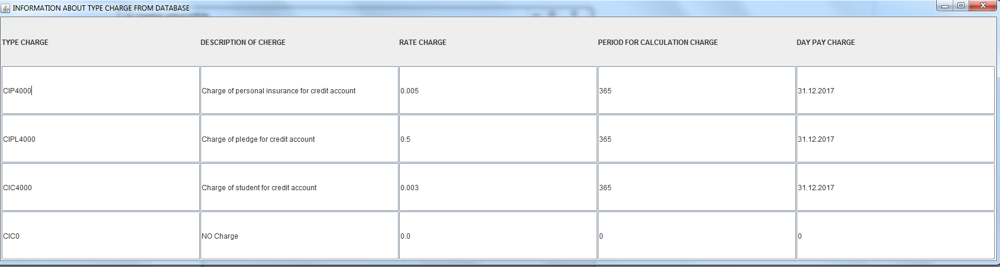 INFORMATION ABOUT TYPE CHARGE FROM DATABASE
TYPE CHARGE DESCRIPTION OF CHERGE RATE CHARGE PERIOD FOR CALCULATION CHARGE DAY PAY CHARGE
CIP4000 Charge of personal insurance for credit account 0.005 365 31.12.2017
CIPL4000 Charge of pledge for credit account 0.5 365 31.12.2017
CIC4000 Charge of student for credit account 0.003 365 31.12.2017
CIC0 NO Charge 0.0 0 0